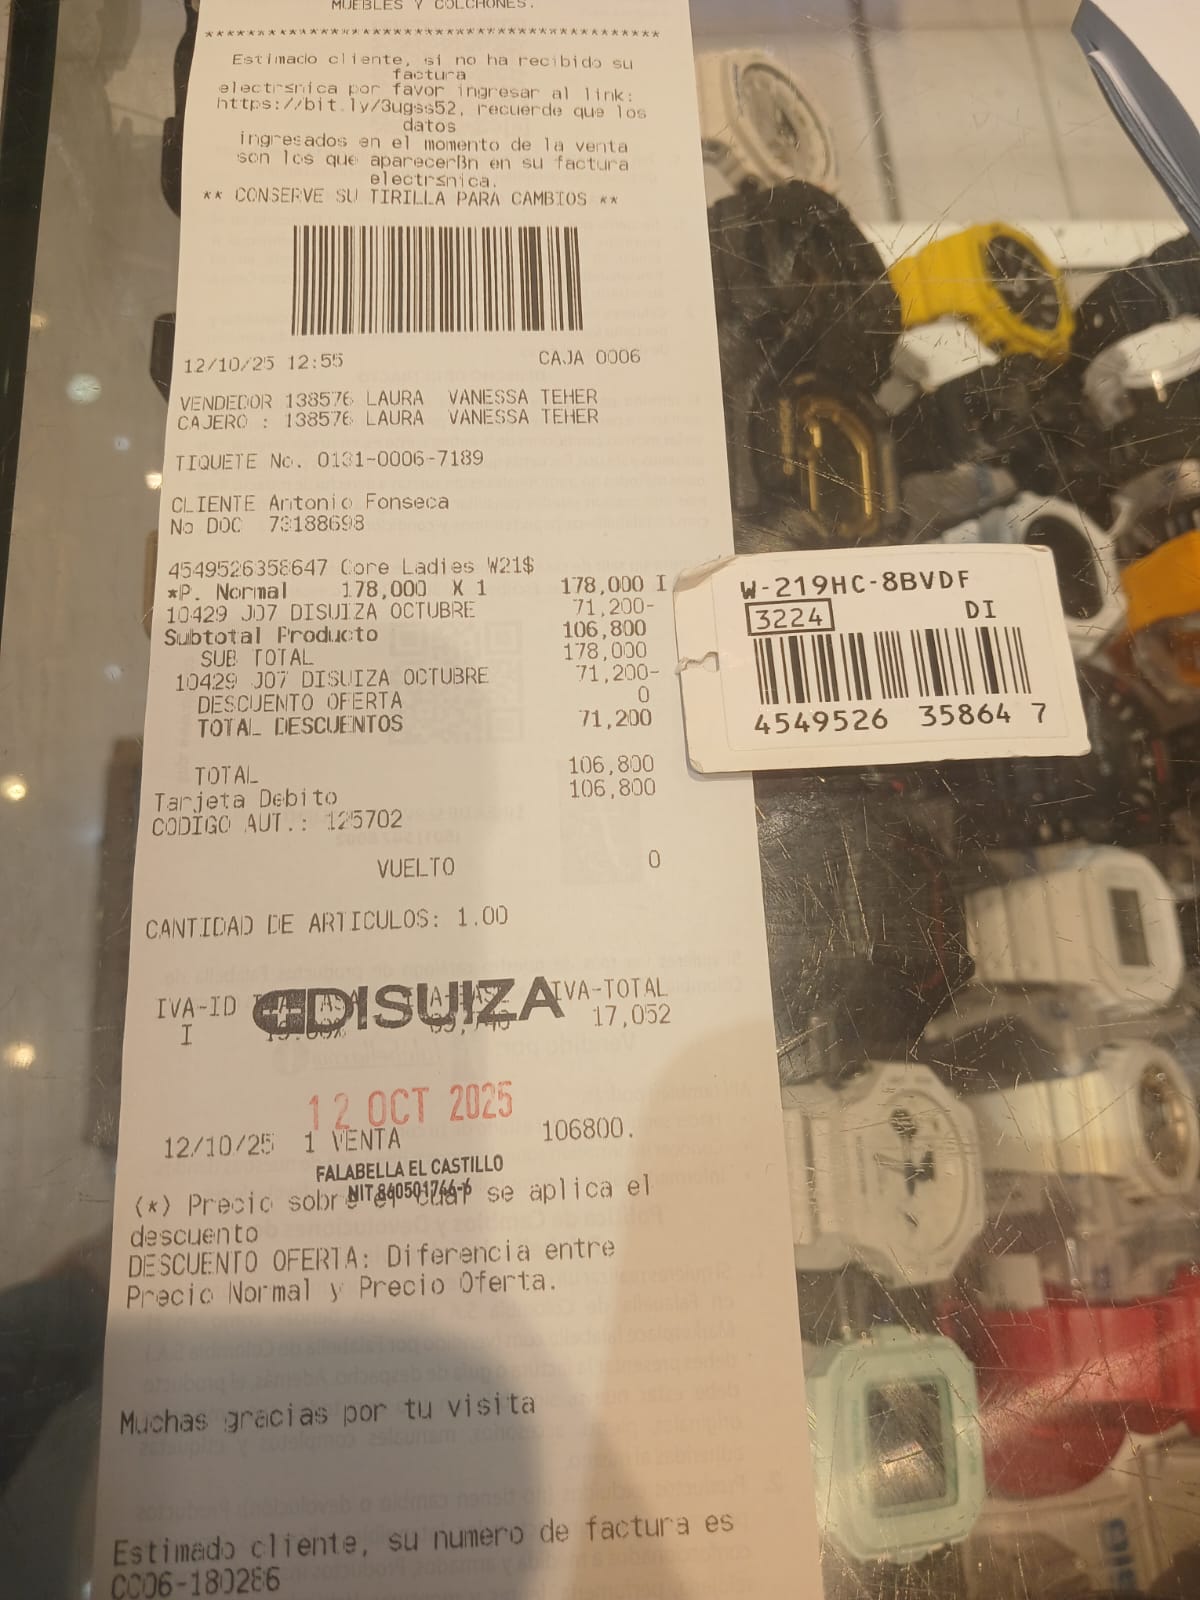 MUEBLES Y COLCHONES.
****************************************
Estimado cliente, si no ha recibido su
factura
electrsnica por favor ingresar al link:
https://bit.ly/3ugss52, recuerde que los
datos
ingresados en el momento de la venta
son los que aparecerßn en su factura
electrsnica.
** CONSERVE SU TIRILLA PARA CAMBIOS **
12/10/25 12:55 CAJA 0006
VENDEDOR 138576 LAURA VANESSA TEHER
CAJERO : 138576 LAURA VANESSA TEHER
TIQUETE No. 0131-0006-7189
CLIENTE Antonio Fonseca
No DOC 73188698
4549526358647 Core Ladies W21$
*P. Normal 178,000 X 1 178,000 I
10429 J07 DISUIZA OCTUBRE 71,200-
Subtotal Producto 106,800
SUB TOTAL 178,000
10429 J07 DISUIZA OCTUBRE 71,200-
DESCUENTO OFERTA 0
TOTAL DESCUENTOS 71,200
TOTAL 106,800
Tarjeta Debito 106,800
CODIGO AUT.: 125702
VUELTO 0
CANTIDAD DE ARTICULOS: 1.00
IVA-ID IVA-TOTAL
I 17,052
DISUIZA
12 OCT 2025
12/10/25 1 VENTA 106800.
FALABELLA EL CASTILLO
NIT 860501766-6
(*) Precio sobre el cual se aplica el
descuento
DESCUENTO OFERTA: Diferencia entre
Precio Normal y Precio Oferta.
Muchas gracias por tu visita
Estimado cliente, su numero de factura es
CC06-180286
W-219HC-8BVDF
3224 DI
4549526 35864 7